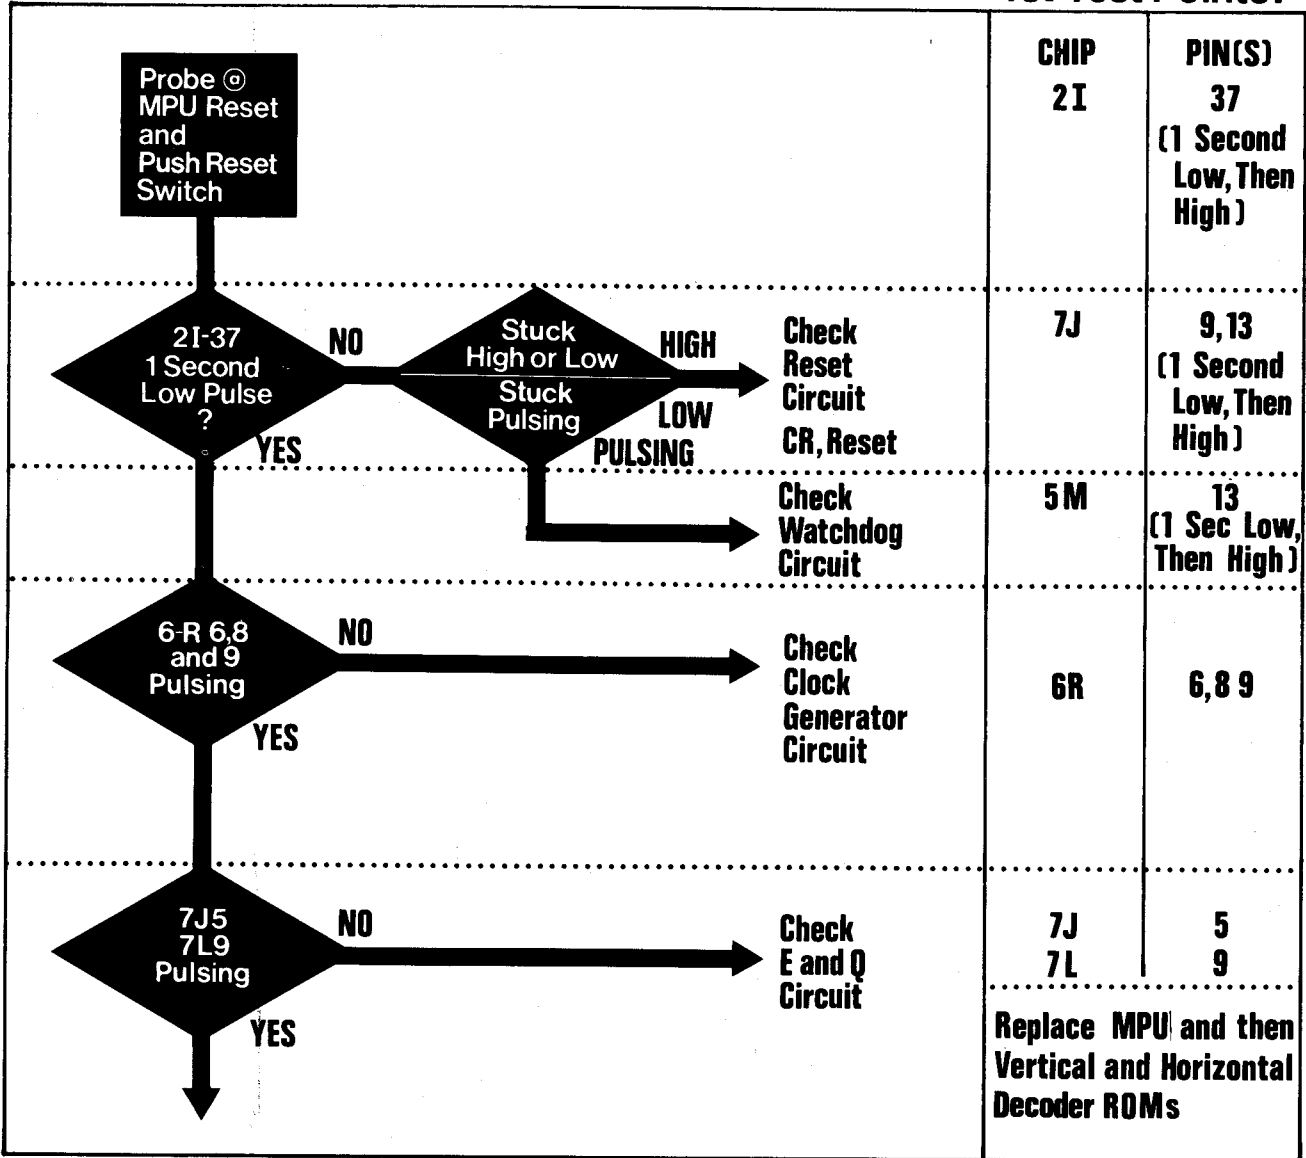 Probe @
MPU Reset
and
Push Reset
Switch
CHIP
PIN(S)
2I
37
(1 Second
Low, Then
High)
2I-37
1 Second
Low Pulse
?
NO
YES
Stuck
High or Low
Stuck
Pulsing
HIGH
LOW
PULSING
Check
Reset
Circuit
CR, Reset
7J
9,13
(1 Second
Low, Then
High)
Check
Watchdog
Circuit
5M
13
(1 Sec Low,
Then High)
6-R 6,8
and 9
Pulsing
NO
YES
Check
Clock
Generator
Circuit
6R
6,8 9
7J5
7L9
Pulsing
NO
YES
Check
E and Q
Circuit
7J
5
7L
9
Replace MPU and then
Vertical and Horizontal
Decoder ROMs